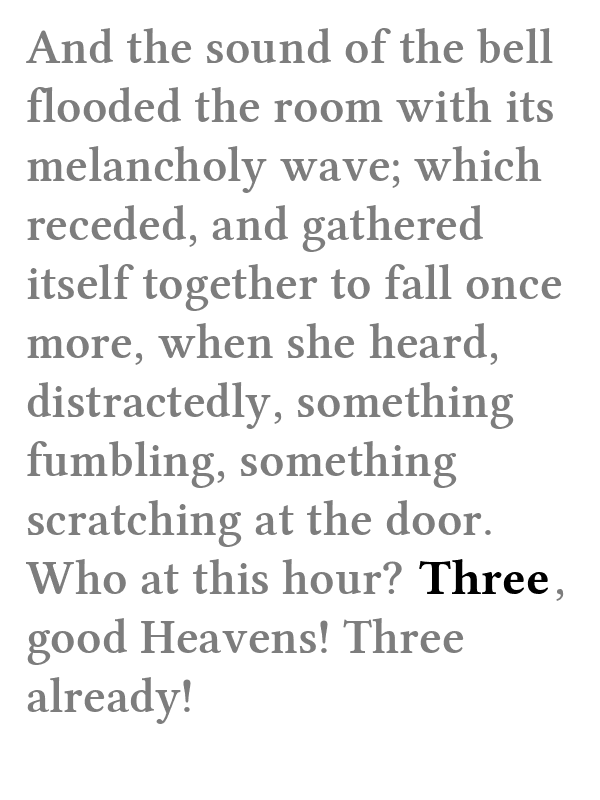 And the sound of the bell
flooded the room with its
melancholy wave; which
receded, and gathered
itself together to fall once
more, when she heard,
distractedly, something
fumbling, something
scratching at the door.
Who at this hour? Three,
good Heavens! Three
already!